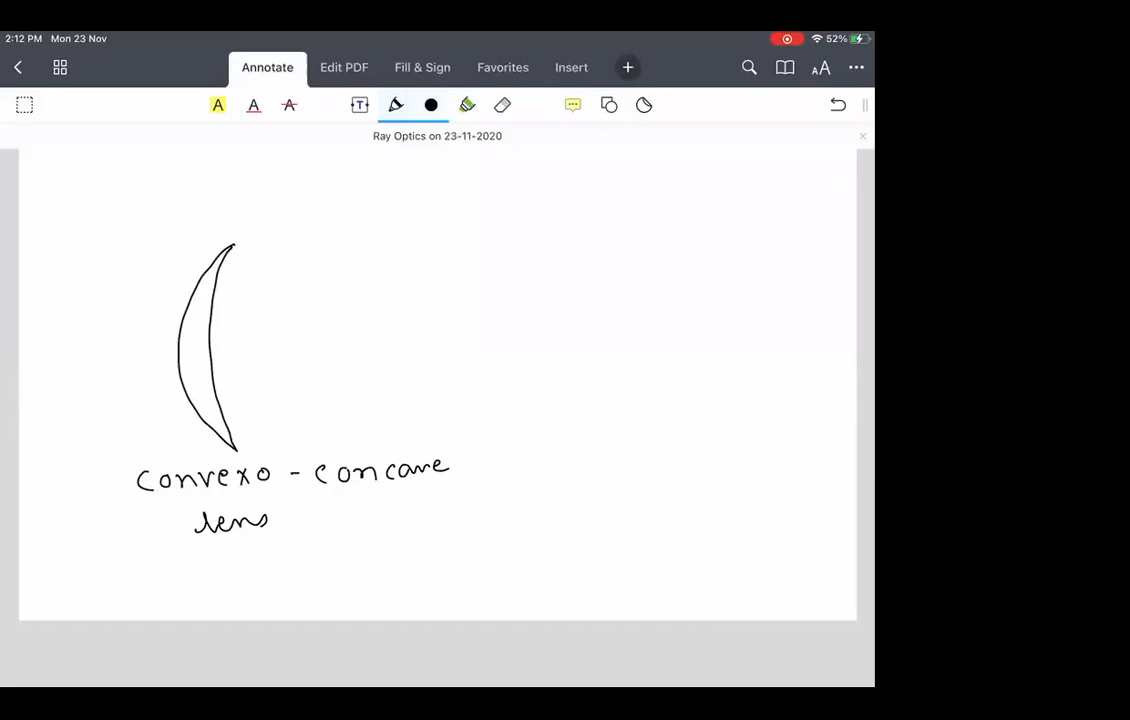 2:12 PM Mon 23 Nov 52%
Annotate Edit PDF Fill & Sign Favorites Insert
Ray Optics on 23-11-2020
convexo - concave
lens